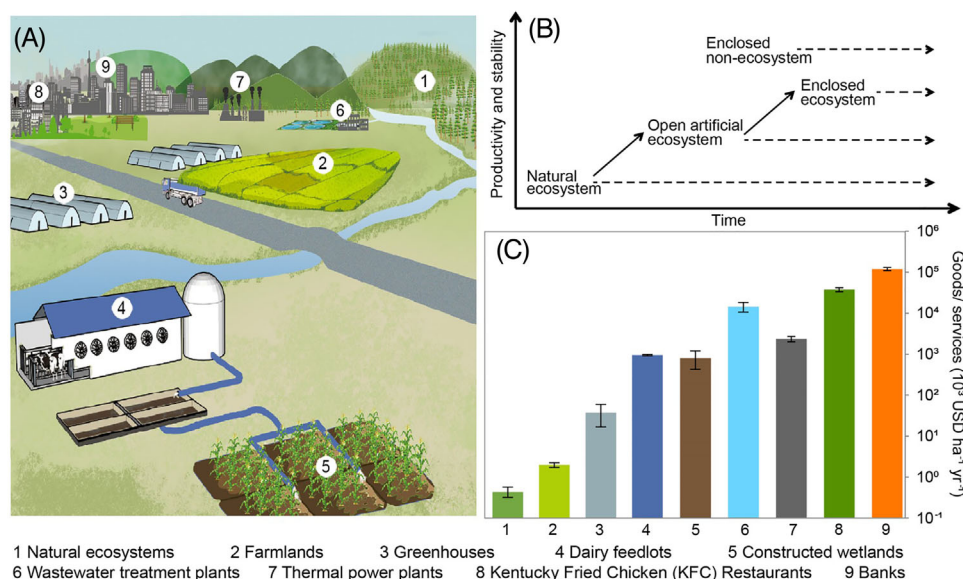 (A)
9
8
7
6
1
2
3
4
5
(B)
Productivity and stability
Enclosed
non-ecosystem
Enclosed
ecosystem
Open artificial
ecosystem
Natural
ecosystem
Time
(C)
10⁶
10⁵
10⁴
10³
10²
10¹
10⁰
10⁻¹
Goods/ services (10³ USD ha⁻¹ yr⁻¹)
1 2 3 4 5 6 7 8 9
1 Natural ecosystems 2 Farmlands 3 Greenhouses 4 Dairy feedlots 5 Constructed wetlands
6 Wastewater treatment plants 7 Thermal power plants 8 Kentucky Fried Chicken (KFC) Restaurants 9 Banks